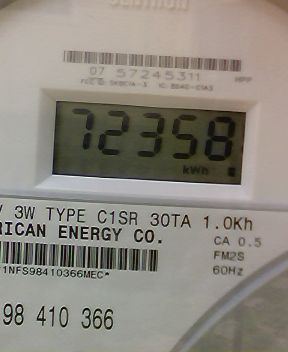 CENTRON
07 57245311
72358
kWh
3W TYPE C1SR 30TA 1.0Kh
RICAN ENERGY CO.
CA 0.5
FM2S
60Hz
1NFS98410366MEC*
98 410 366